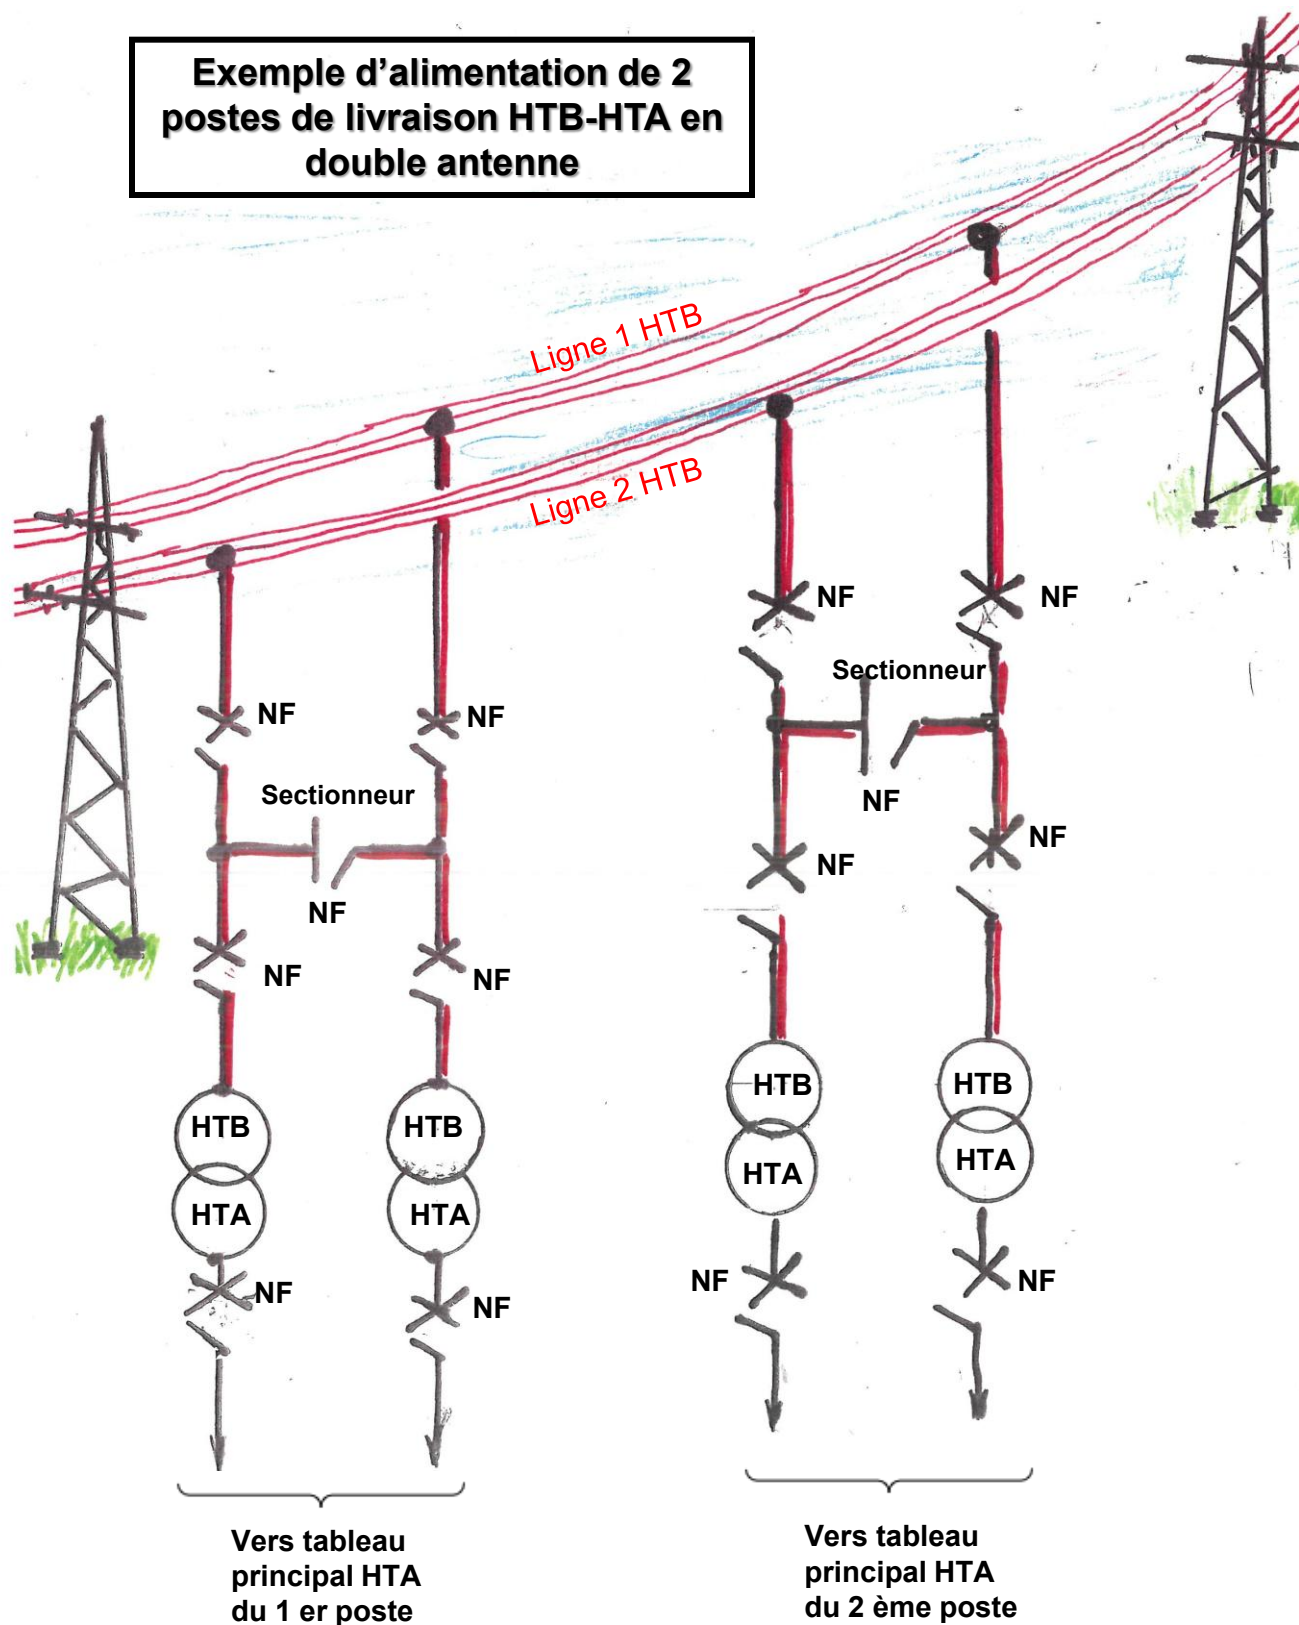 Exemple d’alimentation de 2
postes de livraison HTB-HTA en
double antenne
Ligne 1 HTB
Ligne 2 HTB
NF
NF
Sectionneur
NF
NF
Sectionneur
NF
NF
NF
NF
NF
NF
HTB
HTB
HTB
HTB
HTA
HTA
HTA
HTA
NF
NF
NF
NF
Vers tableau
principal HTA
du 1 er poste
Vers tableau
principal HTA
du 2 ème poste